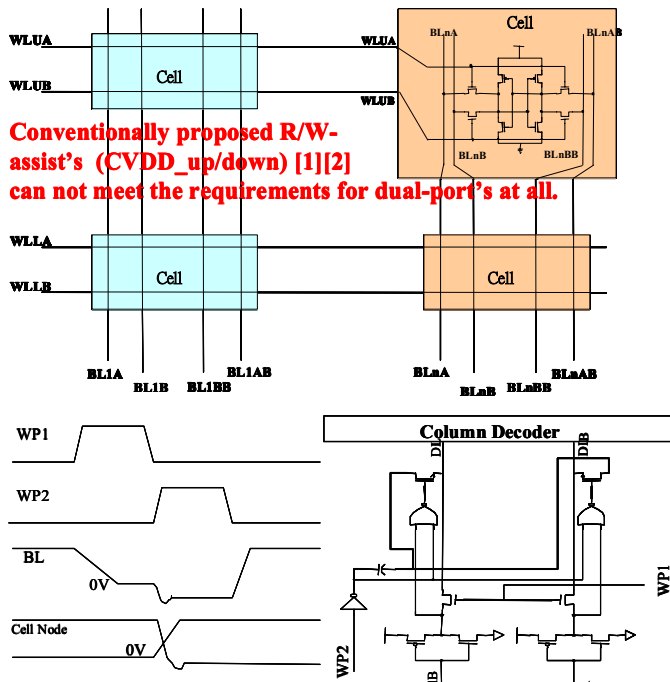 Cell
BLnA
BLnAB
WLUA
WLUA
Cell
WLUB
WLUB
Conventionally proposed R/W-
assist's (CVDD_up/down) [1][2]
can not meet the requirements for dual-port's at all.
BLnB
BLnBB
WLLA
Cell
Cell
WLLB
BL1A
BL1B
BL1BB
BL1AB
BLnA
BLnB
BLnBB
BLnAB
WP1
WP2
BL
0V
Cell Node
0V
Column Decoder
DL
WP1
WP2